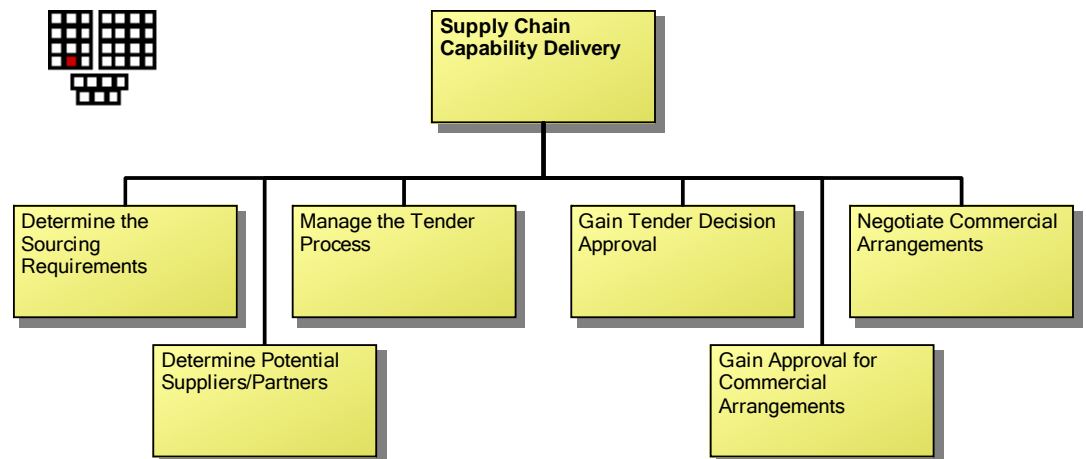 Supply Chain
Capability Delivery
Determine the
Sourcing
Requirements
Manage the Tender
Process
Gain Tender Decision
Approval
Negotiate Commercial
Arrangements
Determine Potential
Suppliers/Partners
Gain Approval for
Commercial
Arrangements